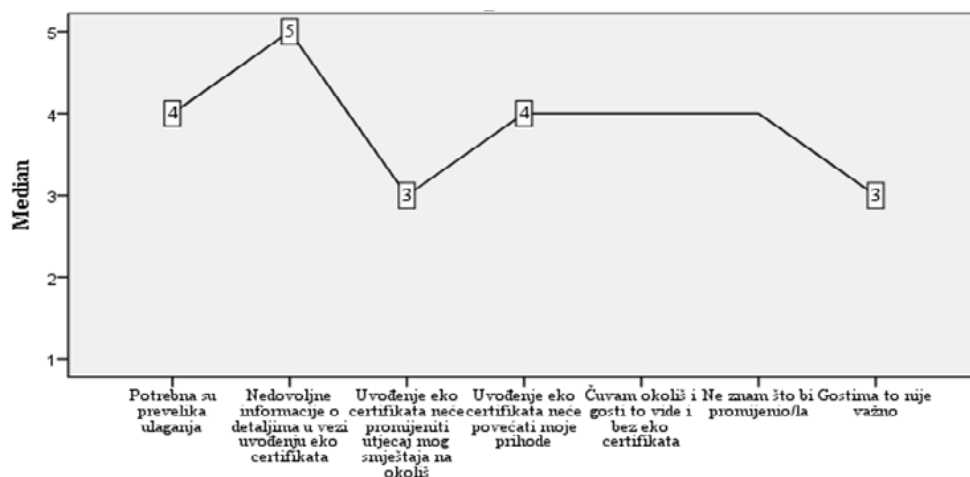 Median
5
4
3
2
1
4
5
3
4
3
Potrebna su
prevelika
ulaganja
Nedovoljne
informacije o
detaljima u vezi
uvođenju eko
certifikata
Uvođenje eko
certifikata neće
promijeniti
utjecaj mog
smještaja na
okoliš
Uvođenje eko
certifikata neće
povećati moje
prihode
Čuvam okoliš i
gosti to vide i
bez eko
certifikata
Ne znam što bi
promijenio/la
Gostima to nije
važno